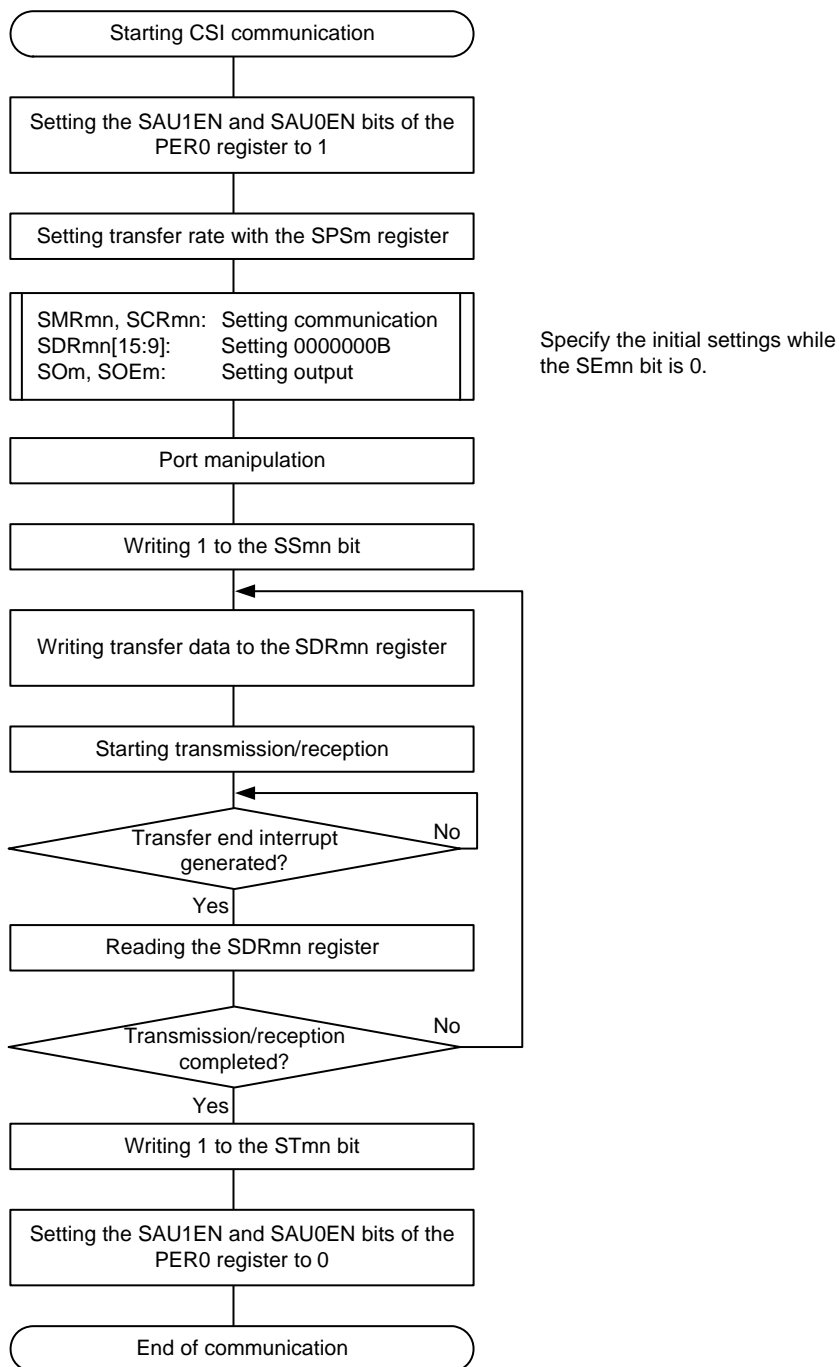 Starting CSI communication
Setting the SAU1EN and SAU0EN bits of the
PER0 register to 1
Setting transfer rate with the SPSm register
SMRmn, SCRmn: Setting communication
SDRmn[15:9]: Setting 0000000B
SOm, SOEm: Setting output
Specify the initial settings while
the SEmn bit is 0.
Port manipulation
Writing 1 to the SSmn bit
Writing transfer data to the SDRmn register
Starting transmission/reception
Transfer end interrupt
generated?
No
Yes
Reading the SDRmn register
Transmission/reception
completed?
No
Yes
Writing 1 to the STmn bit
Setting the SAU1EN and SAU0EN bits of the
PER0 register to 0
End of communication